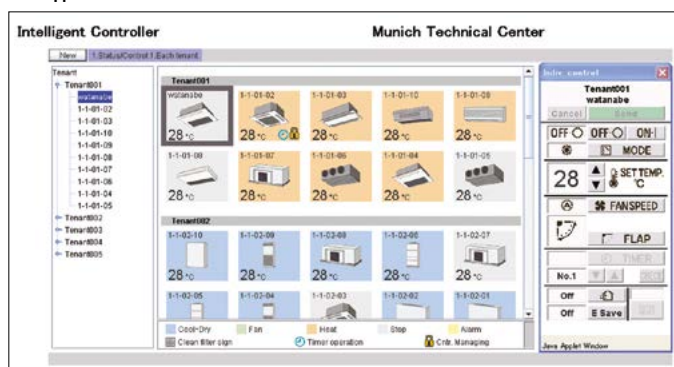 Intelligent Controller
Munich Technical Center
New
1.Status/Control 1.Each tenant
Tenant
Tenant001
watanabe
1-1-01-02
1-1-01-03
1-1-01-10
1-1-01-09
1-1-01-08
1-1-01-07
1-1-01-06
1-1-01-04
1-1-01-05
Tenant002
Tenant003
Tenant004
Tenant005
Tenant001
watanabe 1-1-01-02 1-1-01-03 1-1-01-10 1-1-01-09
28 °C 28 °C 28 °C 28 °C 28 °C
1-1-01-08 1-1-01-07 1-1-01-06 1-1-01-04 1-1-01-05
28 °C 28 °C 28 °C 28 °C 28 °C
Tenant002
1-1-02-10 1-1-02-09 1-1-02-08 1-1-02-06 1-1-02-07
28 °C 28 °C 28 °C 28 °C 28 °C
1-1-02-05 1-1-02-04 1-1-02-03 1-1-02-02 1-1-02-01
Cool•Dry Fan Heat Stop Alarm
Clean filter sign Timer operation Cntr. Managing
Indiv. control
Tenant001
watanabe
Cancel Send
OFF OFF ON
MODE
28 SET TEMP. °C
FANSPEED
FLAP
TIMER
No.1
Off
Off E Save
Java Applet Window